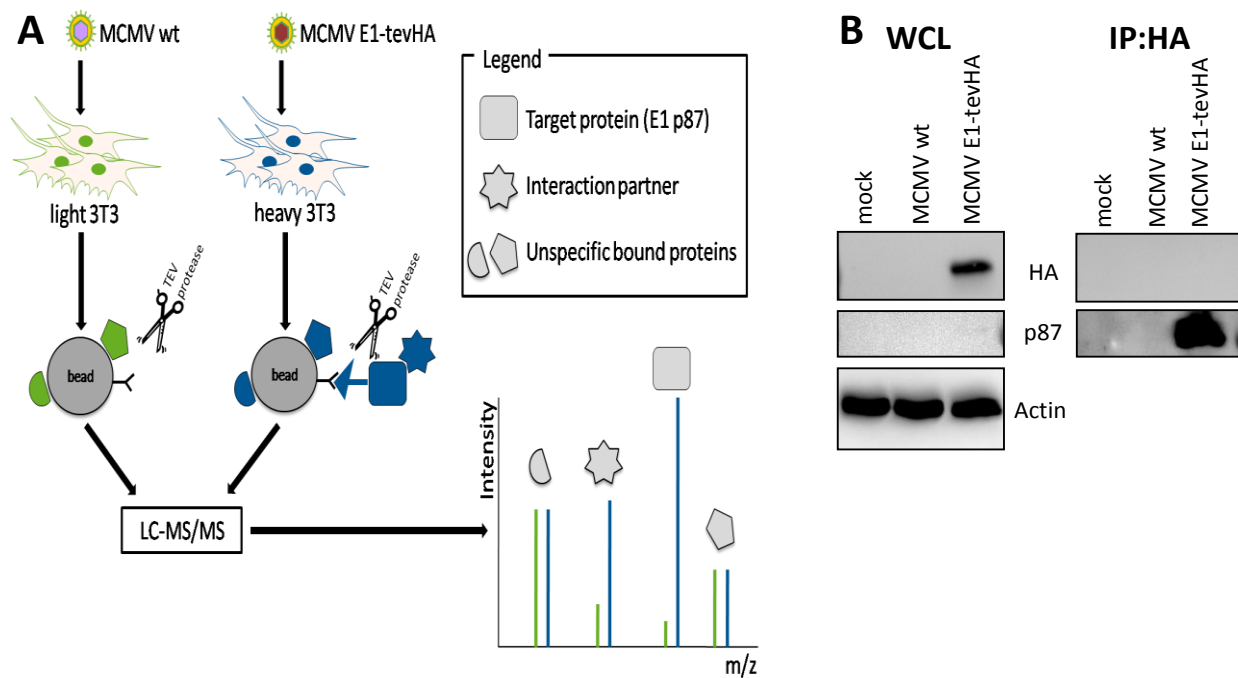 A
MCMV wt
MCMV E1-tevHA
light 3T3
heavy 3T3
TEV
protease
TEV
protease
bead
bead
LC-MS/MS
Legend
Target protein (E1 p87)
Interaction partner
Unspecific bound proteins
Intensity
m/z
B
WCL
IP:HA
mock
MCMV wt
MCMV E1-tevHA
mock
MCMV wt
MCMV E1-tevHA
HA
p87
Actin